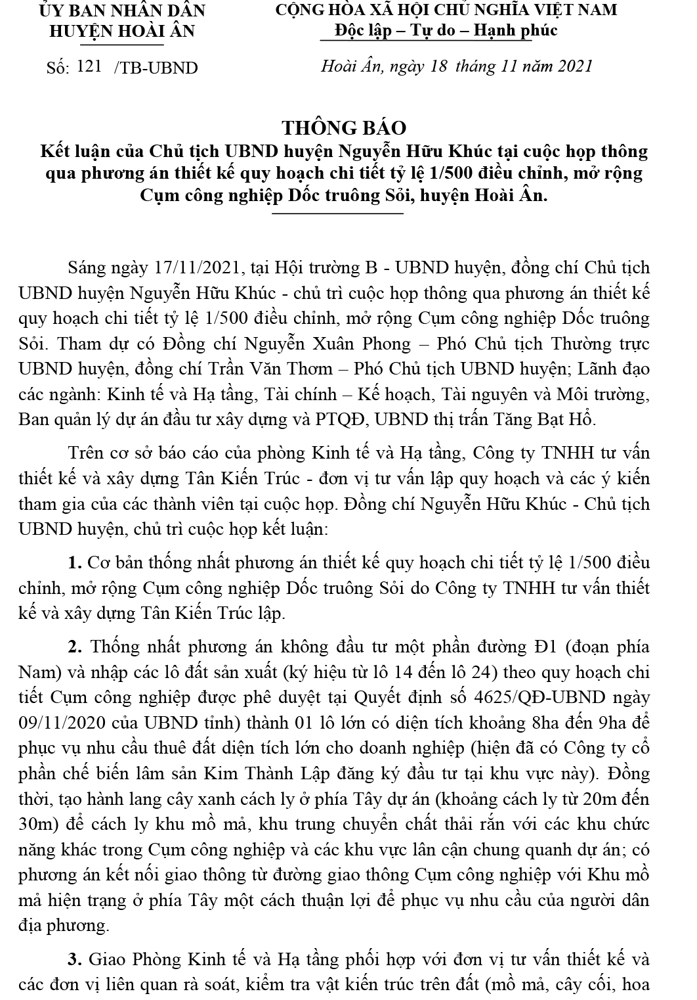 ỦY BAN NHÂN DÂN
HUYỆN HOÀI ÂN
CỘNG HÒA XÃ HỘI CHỦ NGHĨA VIỆT NAM
Độc lập – Tự do – Hạnh phúc
Số: 121 /TB-UBND
Hoài Ân, ngày 18 tháng 11 năm 2021
THÔNG BÁO
Kết luận của Chủ tịch UBND huyện Nguyễn Hữu Khúc tại cuộc họp thông
qua phương án thiết kế quy hoạch chi tiết tỷ lệ 1/500 điều chỉnh, mở rộng
Cụm công nghiệp Dốc truông Sỏi, huyện Hoài Ân.
Sáng ngày 17/11/2021, tại Hội trường B - UBND huyện, đồng chí Chủ tịch
UBND huyện Nguyễn Hữu Khúc - chủ trì cuộc họp thông qua phương án thiết kế
quy hoạch chi tiết tỷ lệ 1/500 điều chỉnh, mở rộng Cụm công nghiệp Dốc truông
Sỏi. Tham dự có Đồng chí Nguyễn Xuân Phong – Phó Chủ tịch Thường trực
UBND huyện, đồng chí Trần Văn Thơm – Phó Chủ tịch UBND huyện; Lãnh đạo
các ngành: Kinh tế và Hạ tầng, Tài chính – Kế hoạch, Tài nguyên và Môi trường,
Ban quản lý dự án đầu tư xây dựng và PTQĐ, UBND thị trấn Tăng Bạt Hổ.
Trên cơ sở báo cáo của phòng Kinh tế và Hạ tầng, Công ty TNHH tư vấn
thiết kế và xây dựng Tân Kiến Trúc - đơn vị tư vấn lập quy hoạch và các ý kiến
tham gia của các thành viên tại cuộc họp. Đồng chí Nguyễn Hữu Khúc - Chủ tịch
UBND huyện, chủ trì cuộc họp kết luận:
1. Cơ bản thống nhất phương án thiết kế quy hoạch chi tiết tỷ lệ 1/500 điều
chỉnh, mở rộng Cụm công nghiệp Dốc truông Sỏi do Công ty TNHH tư vấn thiết
kế và xây dựng Tân Kiến Trúc lập.
2. Thống nhất phương án không đầu tư một phần đường Đ1 (đoạn phía
Nam) và nhập các lô đất sản xuất (ký hiệu từ lô 14 đến lô 24) theo quy hoạch chi
tiết Cụm công nghiệp được phê duyệt tại Quyết định số 4625/QĐ-UBND ngày
09/11/2020 của UBND tỉnh) thành 01 lô lớn có diện tích khoảng 8ha đến 9ha để
phục vụ nhu cầu thuê đất diện tích lớn cho doanh nghiệp (hiện đã có Công ty cổ
phần chế biến lâm sản Kim Thành Lập đăng ký đầu tư tại khu vực này). Đồng
thời, tạo hành lang cây xanh cách ly ở phía Tây dự án (khoảng cách ly từ 20m đến
30m) để cách ly khu mồ mả, khu trung chuyển chất thải rắn với các khu chức
năng khác trong Cụm công nghiệp và các khu vực lân cận chung quanh dự án; có
phương án kết nối giao thông từ đường giao thông Cụm công nghiệp với Khu mồ
mả hiện trạng ở phía Tây một cách thuận lợi để phục vụ nhu cầu của người dân
địa phương.
3. Giao Phòng Kinh tế và Hạ tầng phối hợp với đơn vị tư vấn thiết kế và
các đơn vị liên quan rà soát, kiểm tra vật kiến trúc trên đất (mồ mả, cây cối, hoa